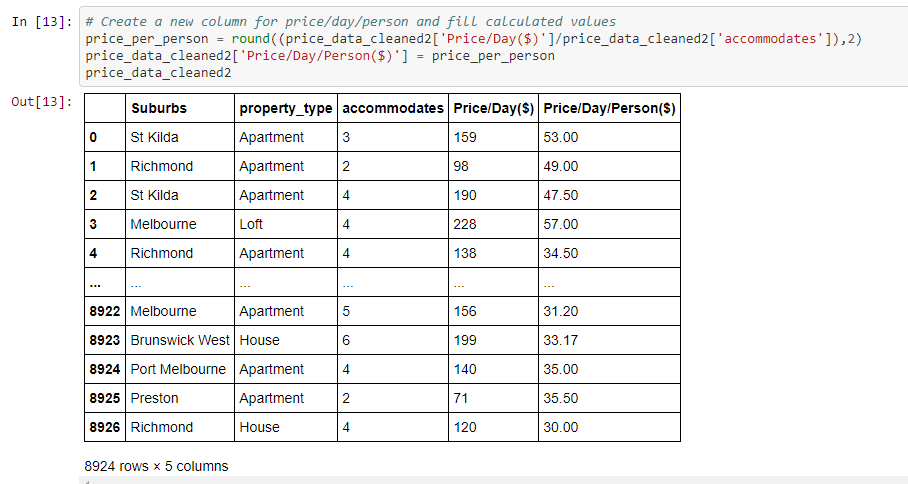 In [13]: # Create a new column for price/day/person and fill calculated values
price_per_person = round((price_data_cleaned2['Price/Day($)']/price_data_cleaned2['accommodates']),2)
price_data_cleaned2['Price/Day/Person($)'] = price_per_person
price_data_cleaned2
Out[13]:
Suburbs property_type accommodates Price/Day($) Price/Day/Person($)
0 St Kilda Apartment 3 159 53.00
1 Richmond Apartment 2 98 49.00
2 St Kilda Apartment 4 190 47.50
3 Melbourne Loft 4 228 57.00
4 Richmond Apartment 4 138 34.50
... ... ... ... ... ...
8922 Melbourne Apartment 5 156 31.20
8923 Brunswick West House 6 199 33.17
8924 Port Melbourne Apartment 4 140 35.00
8925 Preston Apartment 2 71 35.50
8926 Richmond House 4 120 30.00
8924 rows × 5 columns